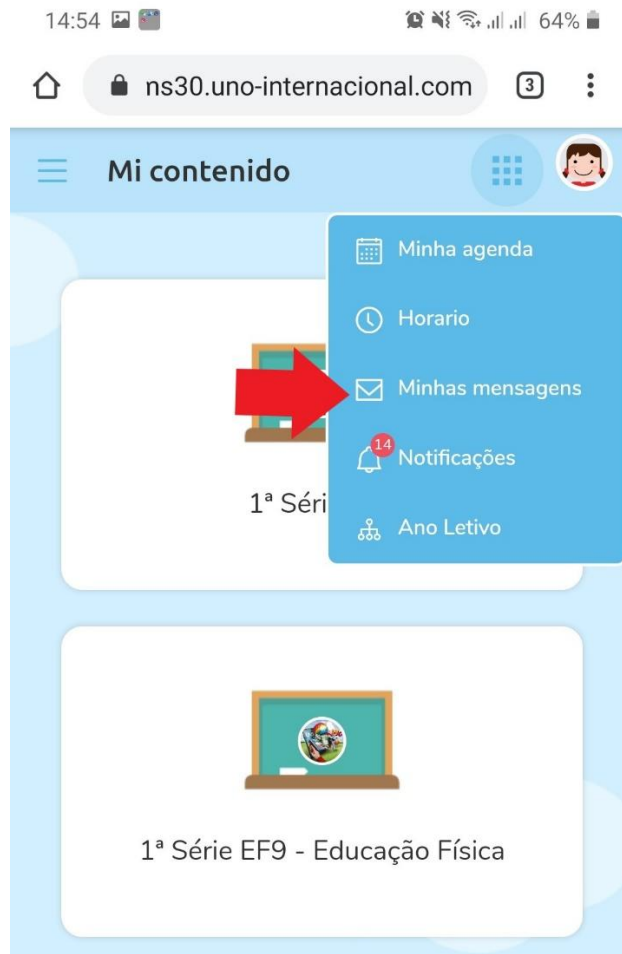 14:54 64%
ns30.uno-internacional.com 3
Mi contenido
Minha agenda
Horario
Minhas mensagens
14
Notificações
Ano Letivo
1ª Séri
1ª Série EF9 - Educação Física